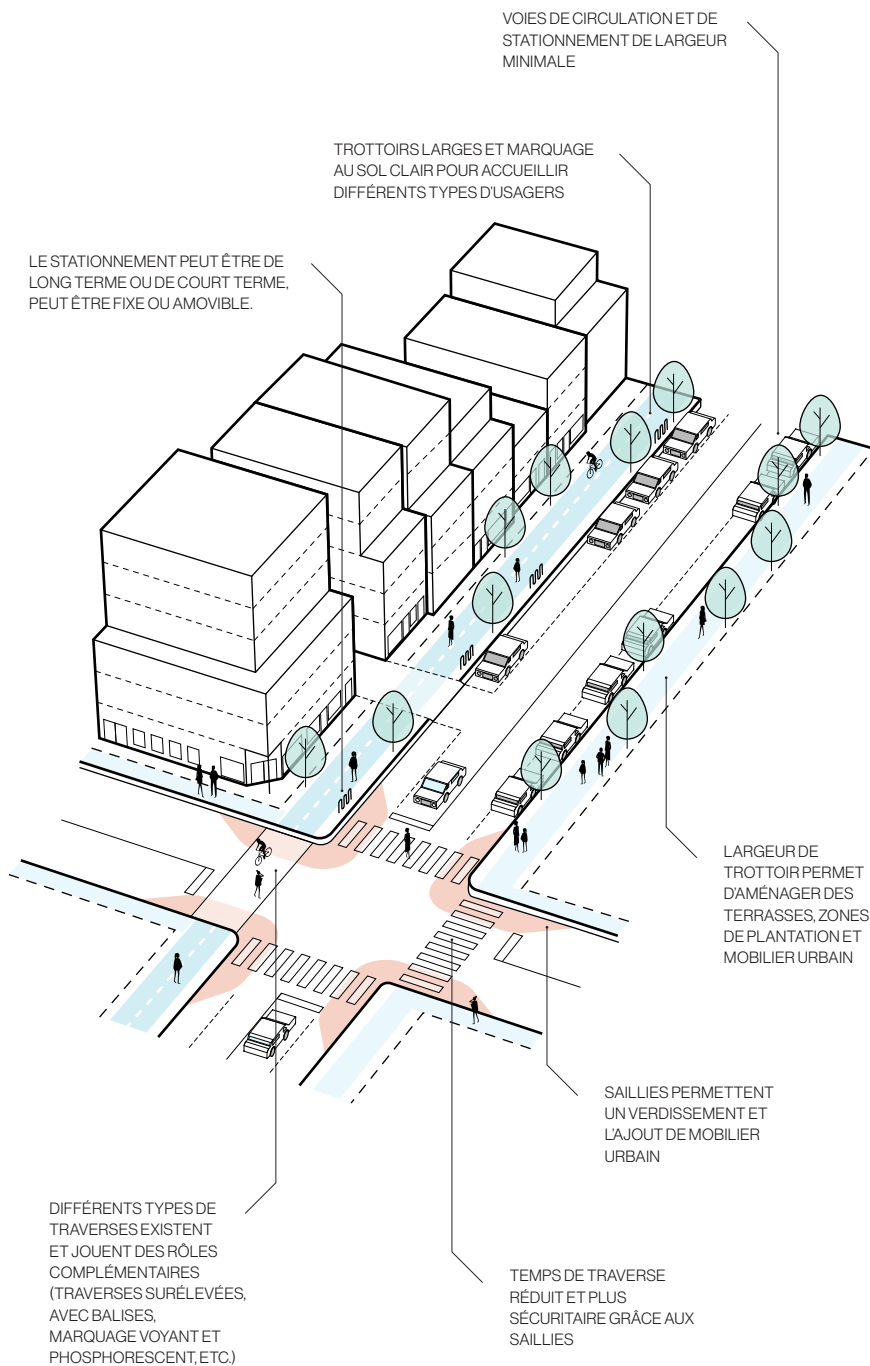 VOIES DE CIRCULATION ET DE
STATIONNEMENT DE LARGEUR
MINIMALE
TROTTOIRS LARGES ET MARQUAGE
AU SOL CLAIR POUR ACCUEILLIR
DIFFÉRENTS TYPES D'USAGERS
LE STATIONNEMENT PEUT ÊTRE DE
LONG TERME OU DE COURT TERME,
PEUT ÊTRE FIXE OU AMOVIBLE.
LARGEUR DE
TROTTOIR PERMET
D'AMÉNAGER DES
TERRASSES, ZONES
DE PLANTATION ET
MOBILIER URBAIN
SAILLIES PERMETTENT
UN VERDISSEMENT ET
L'AJOUT DE MOBILIER
URBAIN
DIFFÉRENTS TYPES DE
TRAVERSES EXISTENT
ET JOUENT DES RÔLES
COMPLÉMENTAIRES
(TRAVERSES SURÉLEVÉES,
AVEC BALISES,
MARQUAGE VOYANT ET
PHOSPHORESCENT, ETC.)
TEMPS DE TRAVERSE
RÉDUIT ET PLUS
SÉCURITAIRE GRÂCE AUX
SAILLIES